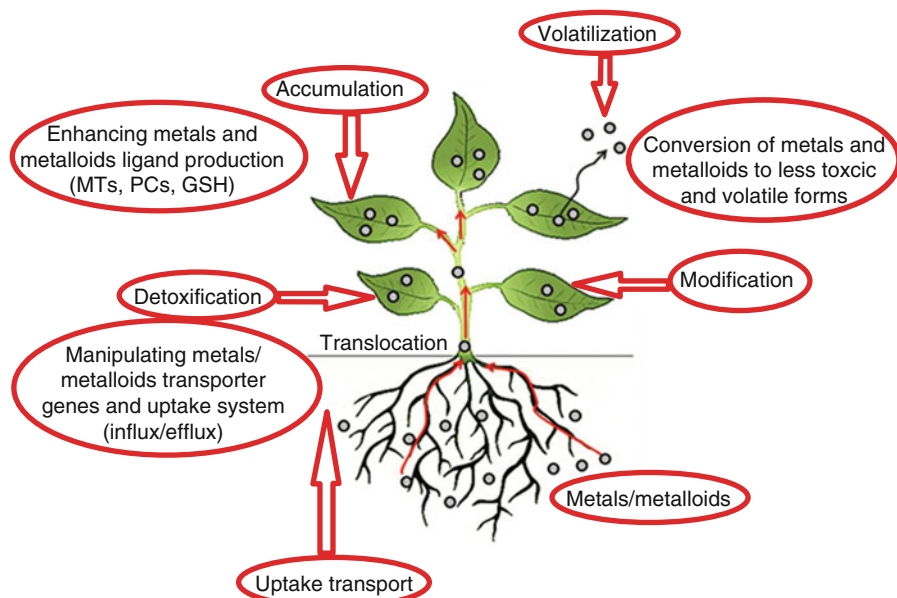 Volatilization
Accumulation
Enhancing metals and
metalloids ligand production
(MTs, PCs, GSH)
Conversion of metals and
metalloids to less toxcic
and volatile forms
Detoxification
Modification
Translocation
Manipulating metals/
metalloids transporter
genes and uptake system
(influx/efflux)
Metals/metalloids
Uptake transport